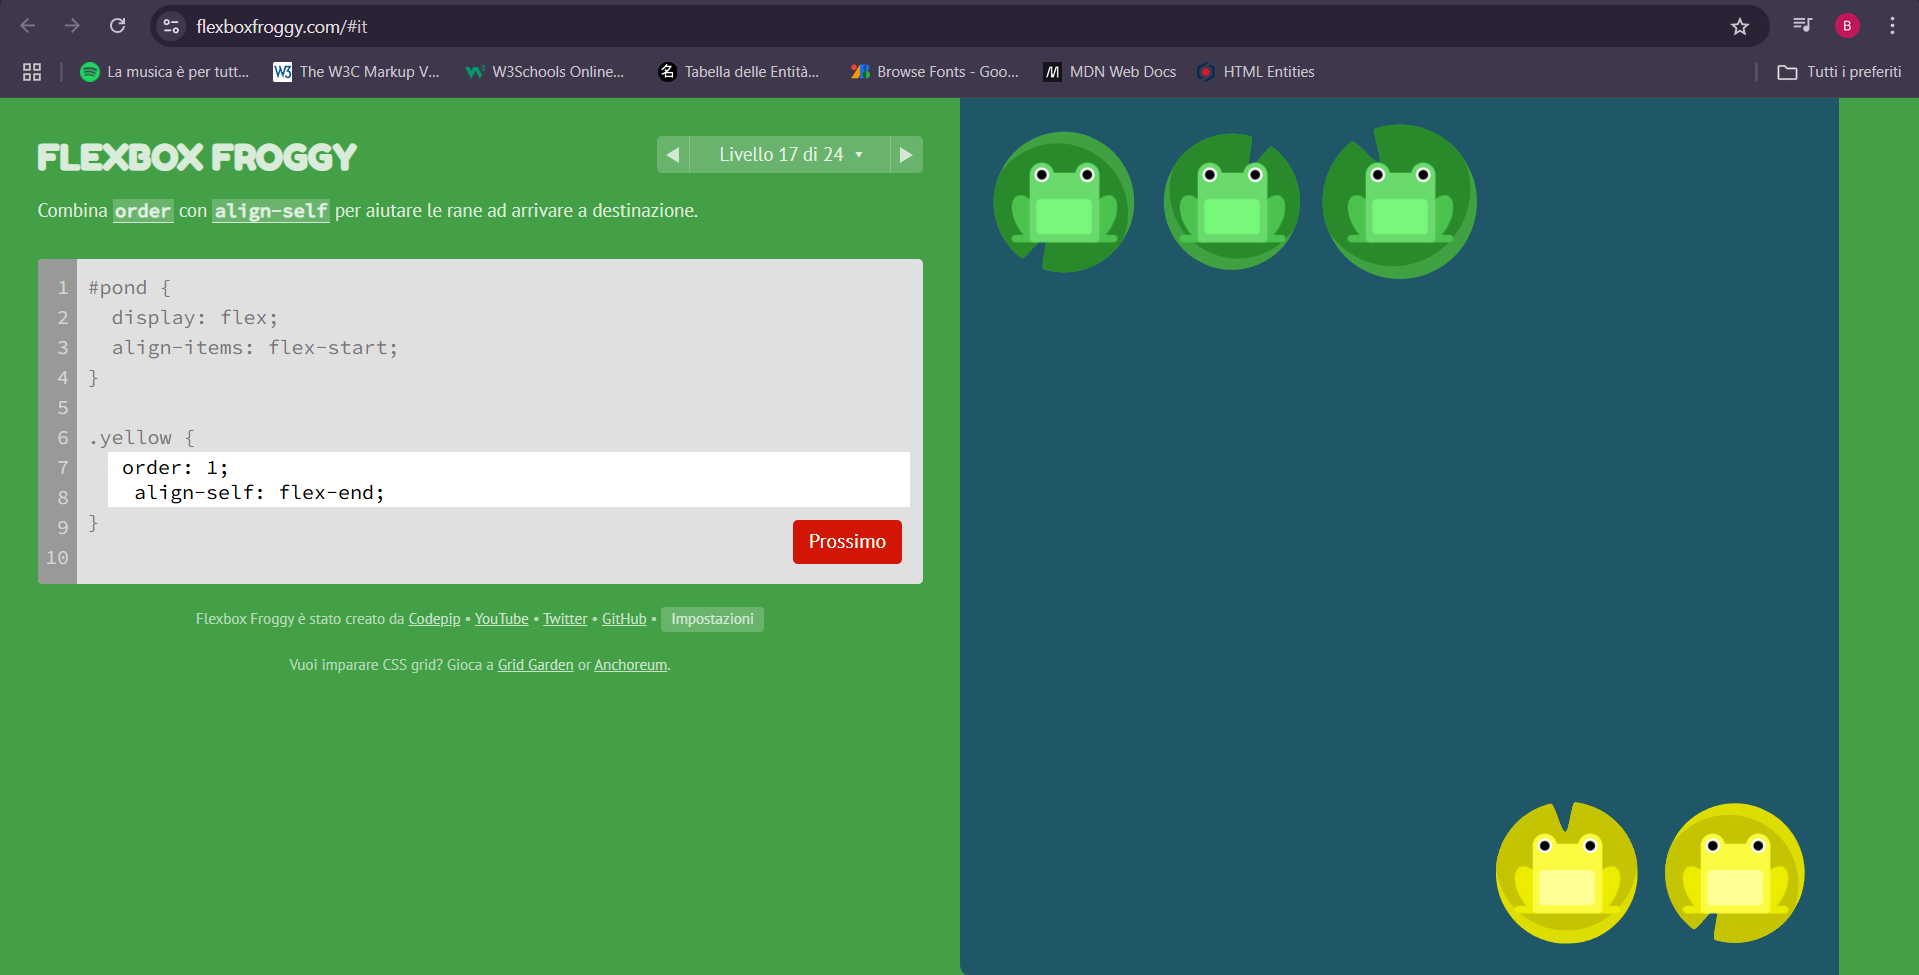 flexboxfroggy.com/#it
B
La musica è per tutt...
The W3C Markup V...
W3Schools Online...
Tabella delle Entità...
Browse Fonts - Goo...
MDN Web Docs
HTML Entities
Tutti i preferiti
FLEXBOX FROGGY
Livello 17 di 24
Combina order con align-self per aiutare le rane ad arrivare a destinazione.
1 #pond {
2 display: flex;
3 align-items: flex-start;
4 }
5
6 .yellow {
7 order: 1;
8 align-self: flex-end;
9 }
10
Prossimo
Flexbox Froggy è stato creato da Codepip • YouTube • Twitter • GitHub • Impostazioni
Vuoi imparare CSS grid? Gioca a Grid Garden or Anchoreum.